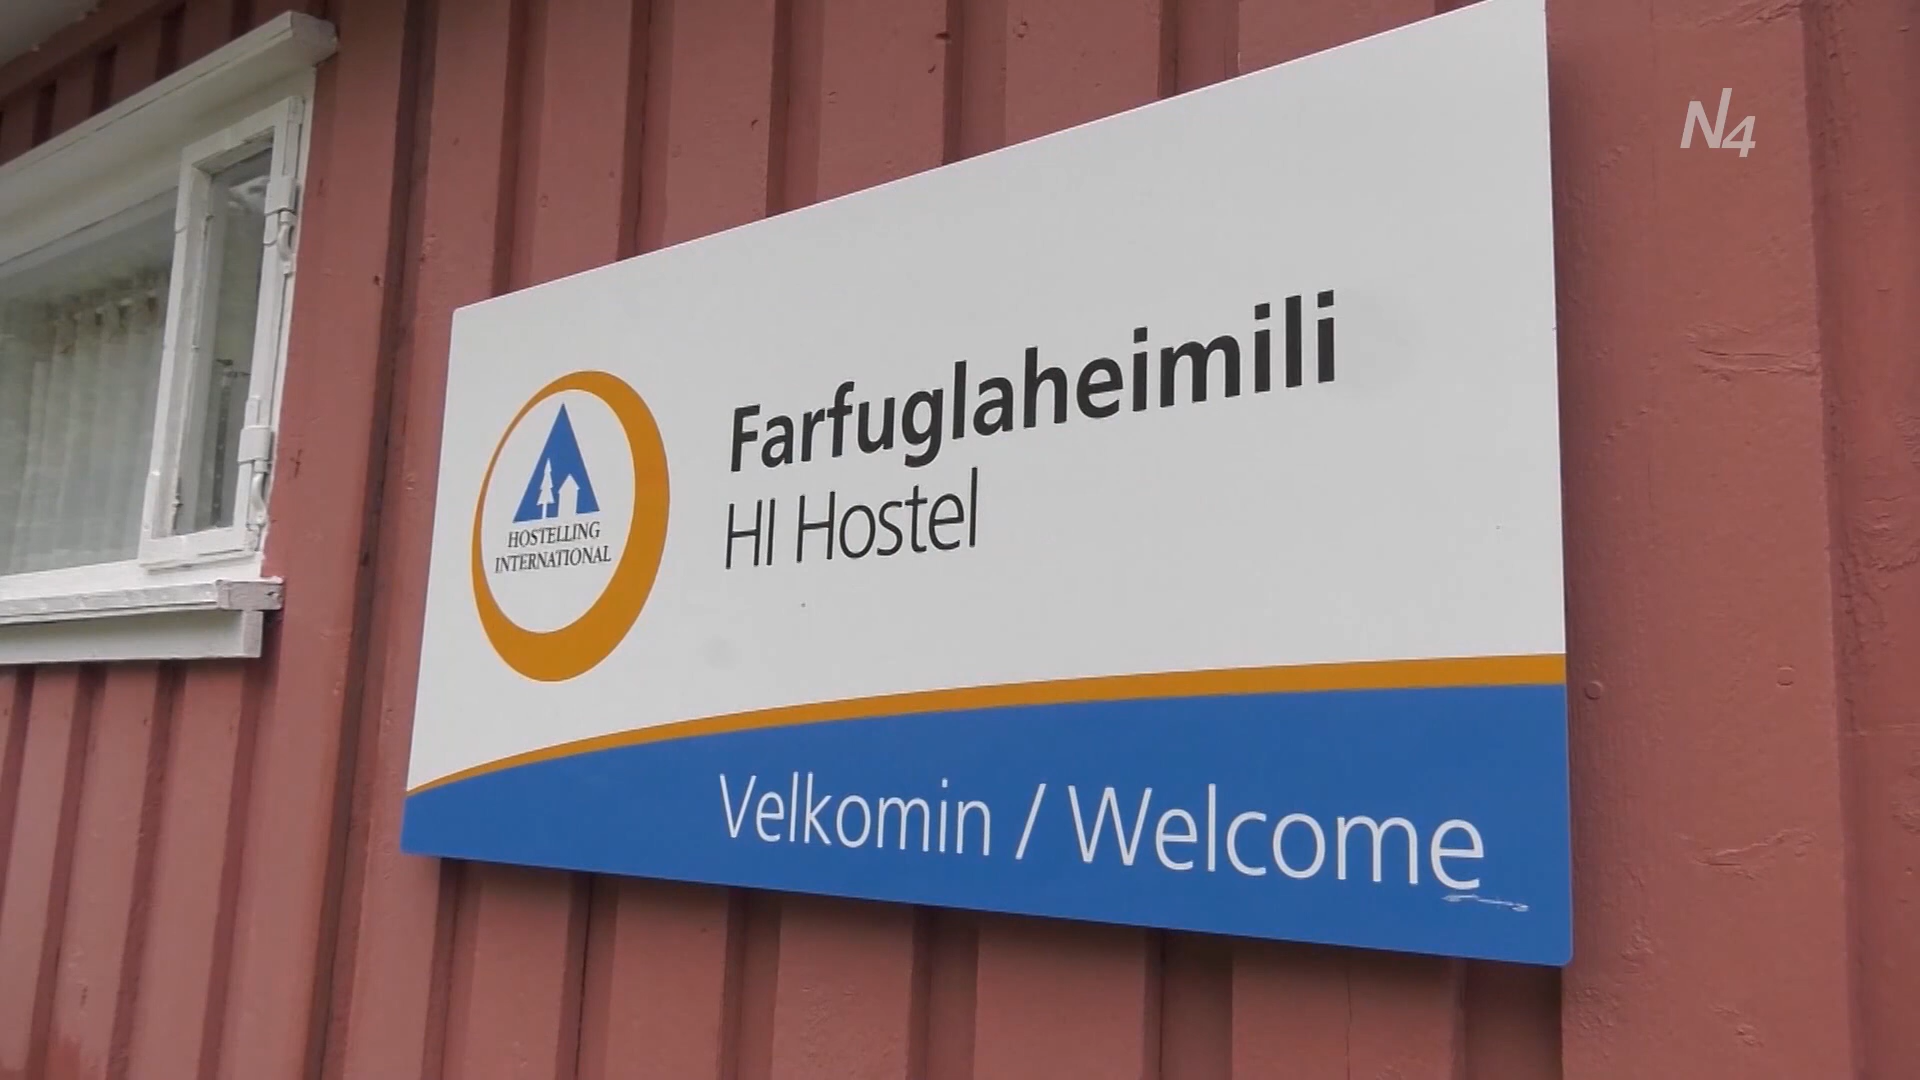 N4
Farfuglaheimili
HI Hostel
HOSTELLING
INTERNATIONAL
Velkomin / Welcome